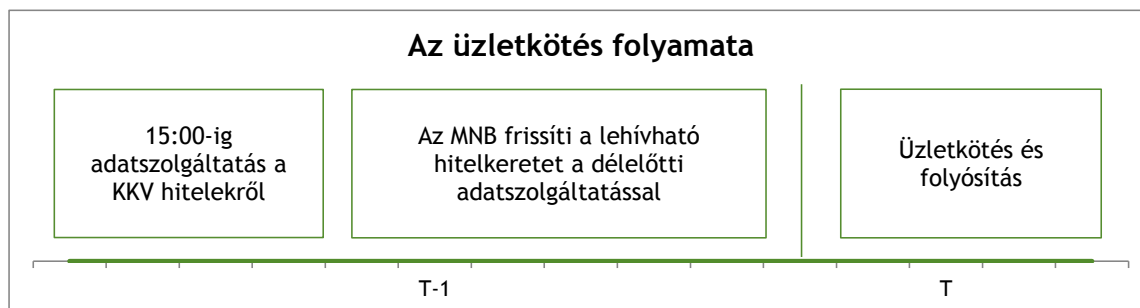 Az üzletkötés folyamata
15:00-ig
adatszolgáltatás a
KKV hitelekről
Az MNB frissíti a lehívható
hitelkeretet a délelőtti
adatszolgáltatással
Üzletkötés és
folyósítás
T-1
T